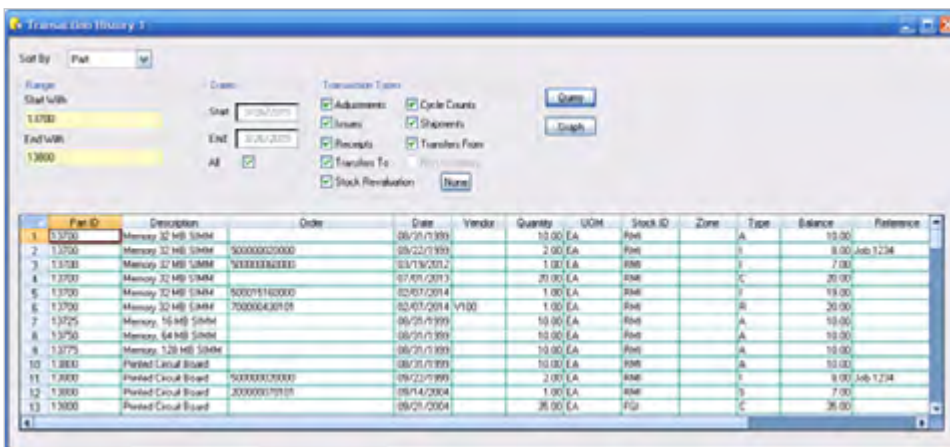 Transaction History 1
Sort By Part
Range
Start With
13700
End With
13800
Dates
Start
End
All
Transaction Types
Adjustments Cycle Counts
Issues Shipments
Receipts Transfers From
Transfers To
Stock Revaluation None
Query
Graph
Part ID Description Order Date Vendor Quantity UOM Stock ID Zone Type Balance Reference
1 13700 Memory 32 MB SIMM 08/31/1999 10.00 EA RMI A 10.00
2 13700 Memory 32 MB SIMM 500000020000 09/22/1999 2.00 EA RMI I 8.00 Job 1234
3 13700 Memory 32 MB SIMM 500000060000 03/19/2012 1.00 EA RMI I 7.00
4 13700 Memory 32 MB SIMM 07/01/2013 20.00 EA RMI C 20.00
5 13700 Memory 32 MB SIMM 500015160000 02/07/2014 1.00 EA RMI I 19.00
6 13700 Memory 32 MB SIMM 700000430101 02/07/2014 V100 1.00 EA RMI R 20.00
7 13725 Memory, 16 MB SIMM 08/31/1999 10.00 EA RMI A 10.00
8 13750 Memory, 64 MB SIMM 08/31/1999 10.00 EA RMI A 10.00
9 13775 Memory, 128 MB SIMM 08/31/1999 10.00 EA RMI A 10.00
10 13800 Printed Circuit Board 08/31/1999 10.00 EA RMI A 10.00
11 13800 Printed Circuit Board 500000020000 09/22/1999 2.00 EA RMI I 8.00 Job 1234
12 13800 Printed Circuit Board 200000070101 09/14/2004 1.00 EA RMI S 7.00
13 13800 Printed Circuit Board 09/21/2004 35.00 EA FGI C 35.00